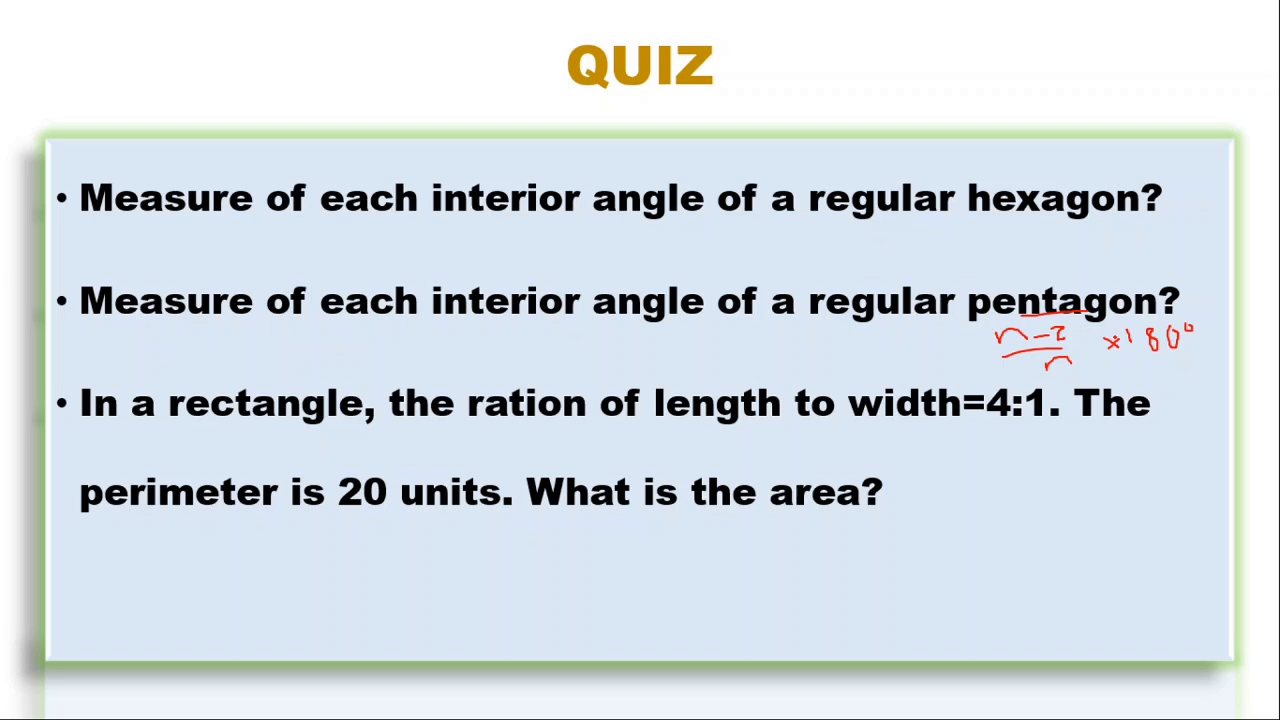 QUIZ
• Measure of each interior angle of a regular hexagon?
• Measure of each interior angle of a regular pentagon?
n-2 ×180°
n
• In a rectangle, the ration of length to width=4:1. The
perimeter is 20 units. What is the area?